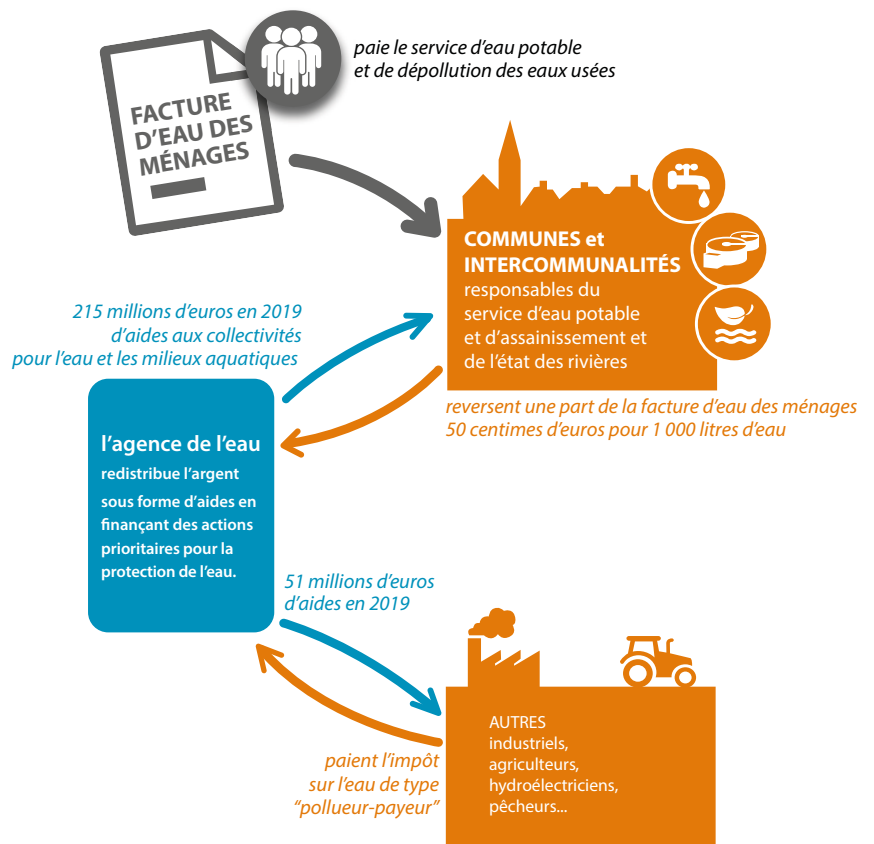 paie le service d'eau potable
et de dépollution des eaux usées
FACTURE
D'EAU DES
MÉNAGES
COMMUNES et
INTERCOMMUNALITÉS
responsables du
service d'eau potable
et d'assainissement et
de l'état des rivières
215 millions d'euros en 2019
d'aides aux collectivités
pour l'eau et les milieux aquatiques
reversent une part de la facture d'eau des ménages
50 centimes d'euros pour 1 000 litres d'eau
l'agence de l'eau
redistribue l'argent
sous forme d'aides en
finançant des actions
prioritaires pour la
protection de l'eau.
51 millions d'euros
d'aides en 2019
paient l'impôt
sur l'eau de type
“pollueur-payeur”
AUTRES
industriels,
agriculteurs,
hydroélectriciens,
pêcheurs...